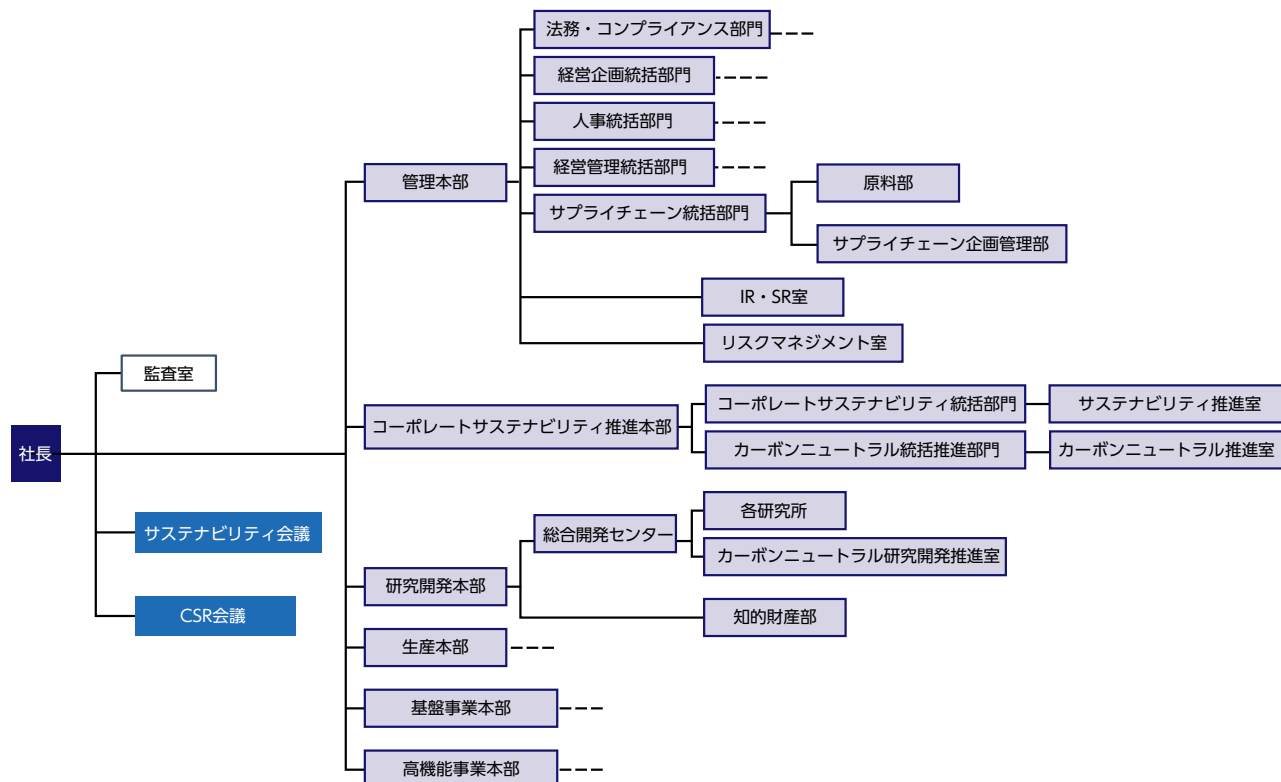 法務・コンプライアンス部門
経営企画統括部門
人事統括部門
経営管理統括部門
管理本部
原料部
サプライチェーン統括部門
サプライチェーン企画管理部
IR・SR室
リスクマネジメント室
監査室
コーポレートサステナビリティ統括部門
サステナビリティ推進室
コーポレートサステナビリティ推進本部
カーボンニュートラル統括推進部門
カーボンニュートラル推進室
社長
各研究所
サステナビリティ会議
総合開発センター
カーボンニュートラル研究開発推進室
研究開発本部
CSR会議
知的財産部
生産本部
基盤事業本部
高機能事業本部